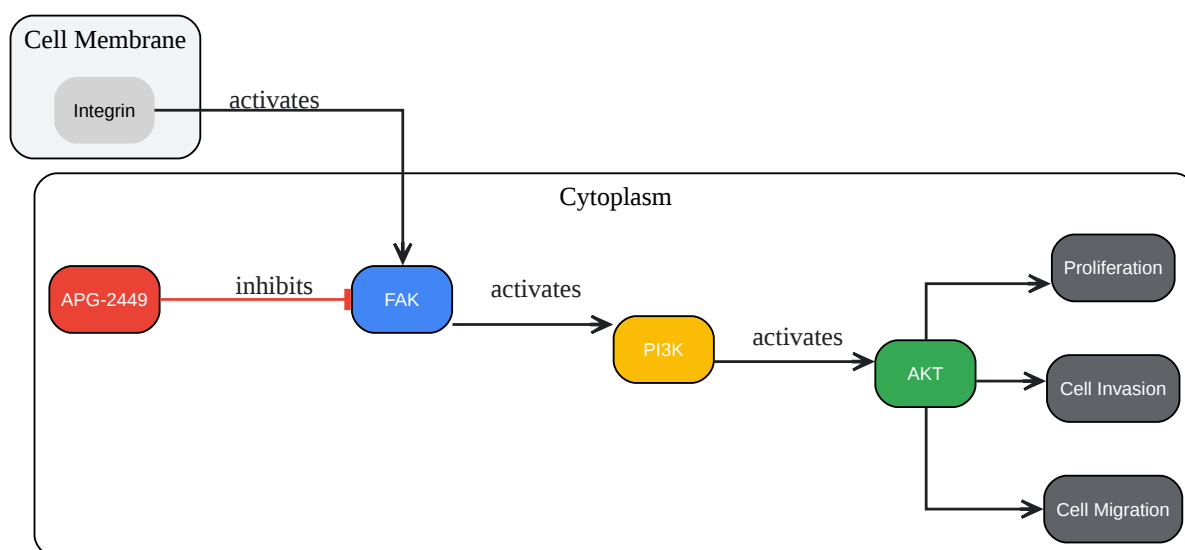 Cell Membrane
Integrin
activates
Cytoplasm
APG-2449
inhibits
FAK
activates
PI3K
activates
AKT
Proliferation
Cell Invasion
Cell Migration